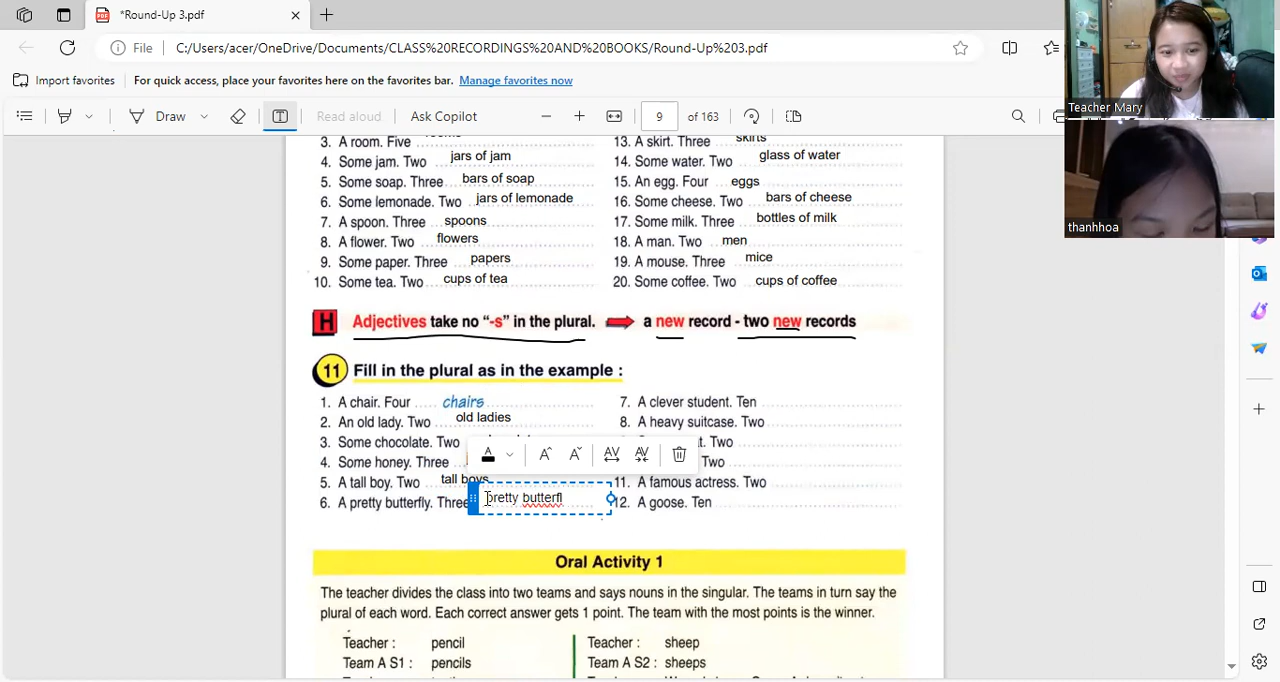 *Round-Up 3.pdf
File C:/Users/acer/OneDrive/Documents/CLASS%20RECORDINGS%20AND%20BOOKS/Round-Up%203.pdf
Import favorites For quick access, place your favorites here on the favorites bar. Manage favorites now
Draw Read aloud Ask Copilot 9 of 163
Teacher Mary
thanhhoa
3. A room. Five rooms
4. Some jam. Two jars of jam
5. Some soap. Three bars of soap
6. Some lemonade. Two jars of lemonade
7. A spoon. Three spoons
8. A flower. Two flowers
9. Some paper. Three papers
10. Some tea. Two cups of tea
13. A skirt. Three skirts
14. Some water. Two glass of water
15. An egg. Four eggs
16. Some cheese. Two bars of cheese
17. Some milk. Three bottles of milk
18. A man. Two men
19. A mouse. Three mice
20. Some coffee. Two cups of coffee
H Adjectives take no "-s" in the plural. a new record - two new records
11 Fill in the plural as in the example :
1. A chair. Four chairs
2. An old lady. Two old ladies
3. Some chocolate. Two
4. Some honey. Three
5. A tall boy. Two tall boys
6. A pretty butterfly. Three pretty butterfl
7. A clever student. Ten
8. A heavy suitcase. Two
Two
Two
11. A famous actress. Two
12. A goose. Ten
Oral Activity 1
The teacher divides the class into two teams and says nouns in the singular. The teams in turn say the
plural of each word. Each correct answer gets 1 point. The team with the most points is the winner.
Teacher : pencil
Team A S1 : pencils
Teacher : sheep
Team A S2 : sheeps